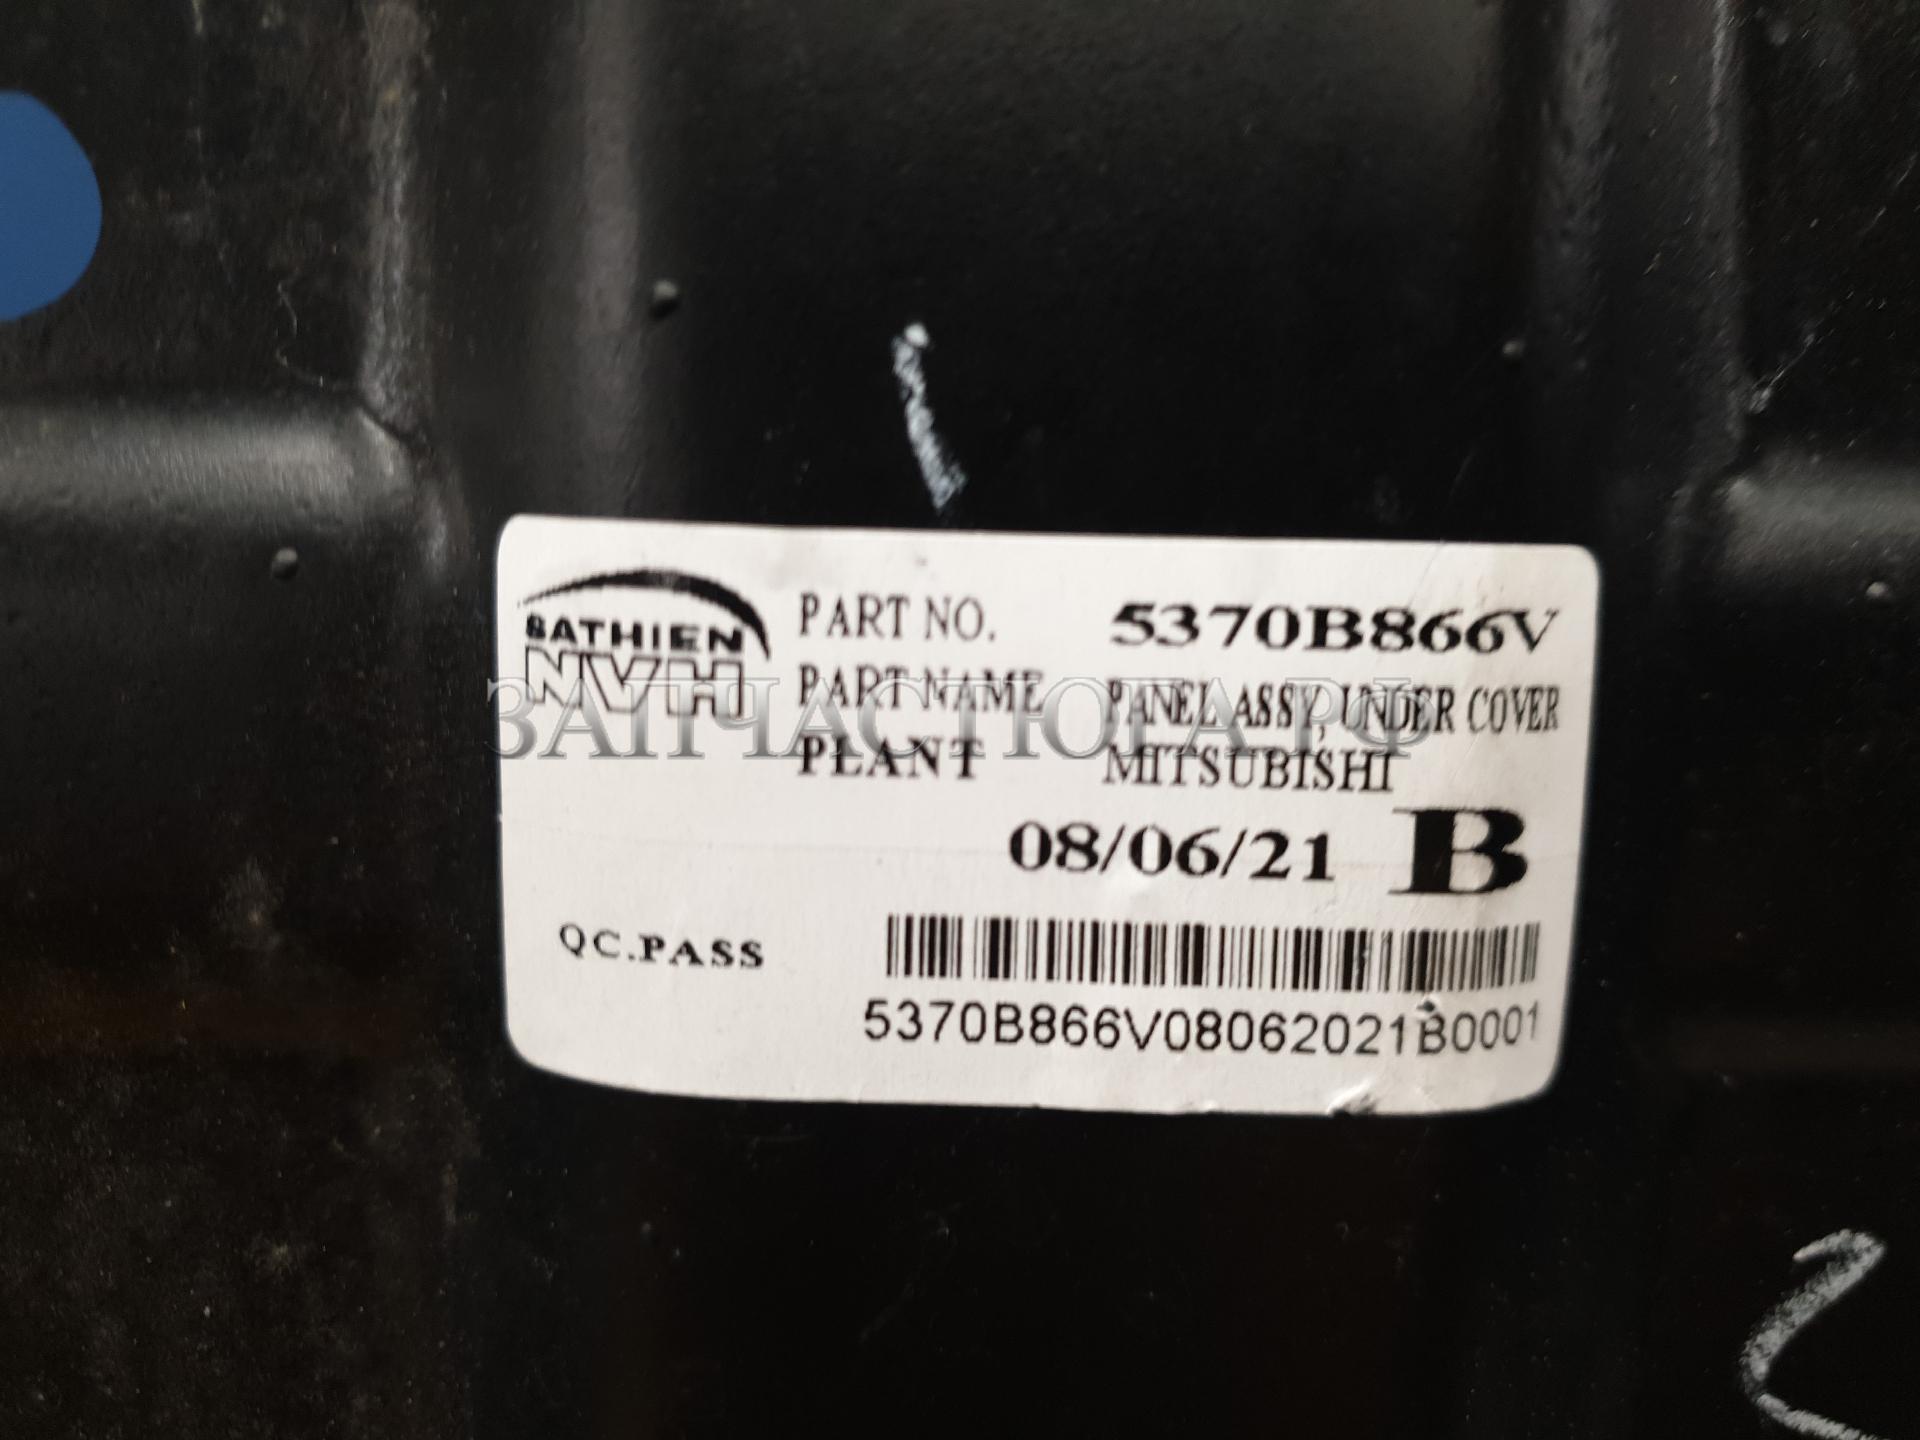 SATHIEN
NVH
PART NO. 5370B866V
PART NAME PANEL ASSY, UNDER COVER
ЗАПЧАСТЮГА.РФ
PLANT MITSUBISHI
08/06/21 B
QC.PASS
5370B866V08062021B0001
2